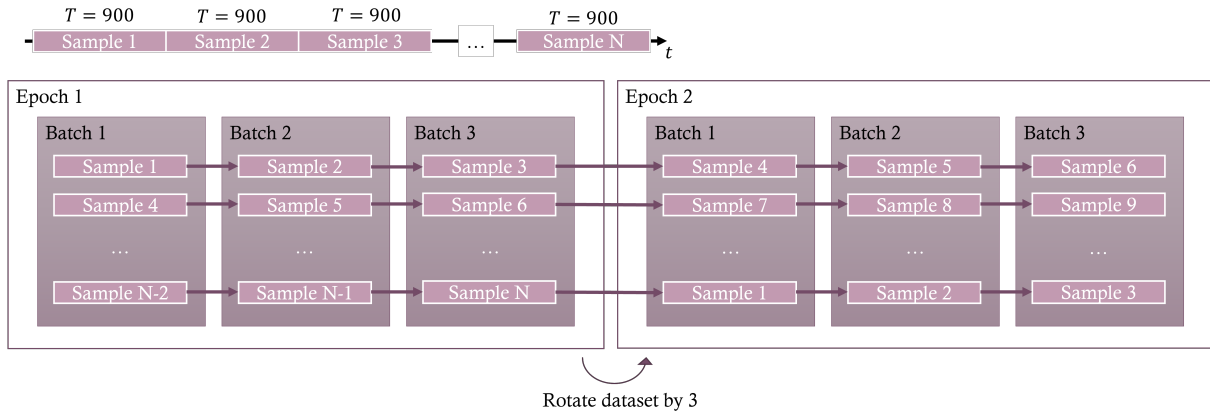 T = 900 T = 900 T = 900 T = 900
Sample 1 Sample 2 Sample 3 ... Sample N
t
Epoch 1 Epoch 2
Batch 1 Batch 2 Batch 3 Batch 1 Batch 2 Batch 3
Sample 1 Sample 2 Sample 3 Sample 4 Sample 5 Sample 6
Sample 4 Sample 5 Sample 6 Sample 7 Sample 8 Sample 9
... ... ... ... ... ...
Sample N-2 Sample N-1 Sample N Sample 1 Sample 2 Sample 3
Rotate dataset by 3